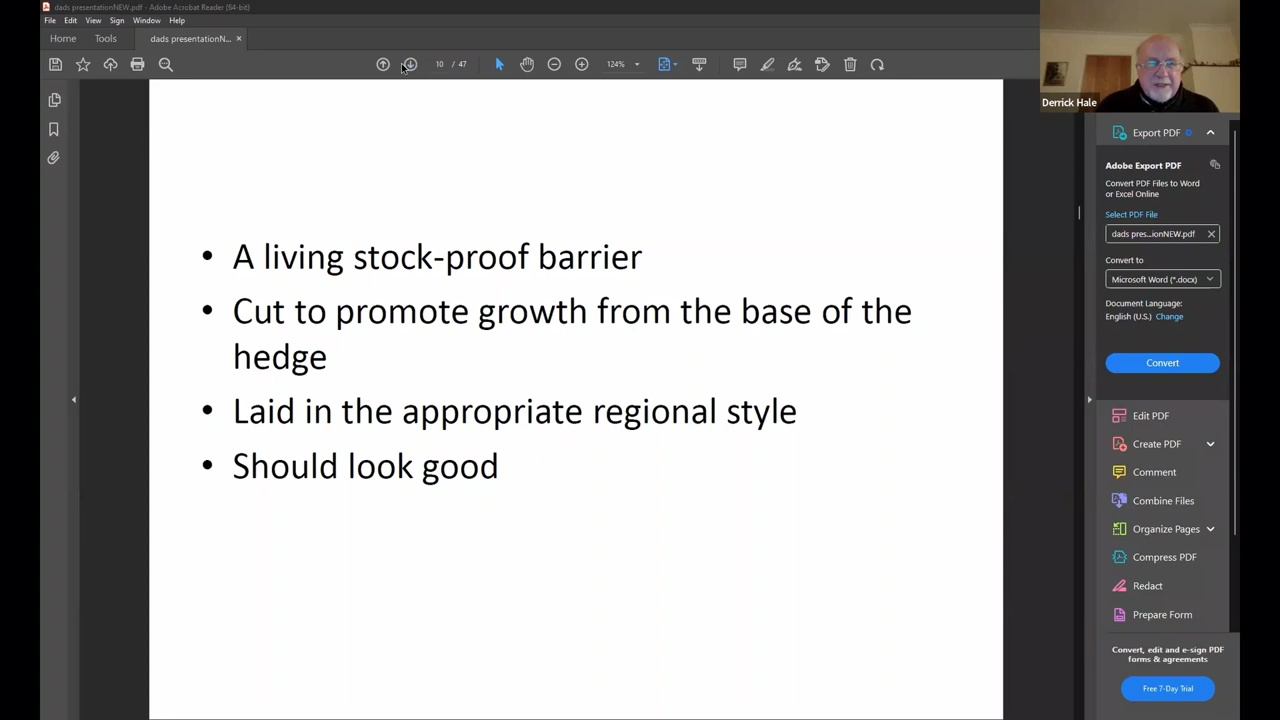 dads presentationNEW.pdf - Adobe Acrobat Reader (64-bit)
File Edit View Sign Window Help
Home Tools dads presentationN... ×
10 / 47 124%
Derrick Hale
Export PDF
Adobe Export PDF
Convert PDF Files to Word
or Excel Online
Select PDF File
dads pres...ionNEW.pdf
Convert to
Microsoft Word (*.docx)
Document Language:
English (U.S.) Change
Convert
Edit PDF
Create PDF
Comment
Combine Files
Organize Pages
Compress PDF
Redact
Prepare Form
Convert, edit and e-sign PDF
forms & agreements
Free 7-Day Trial
• A living stock-proof barrier
• Cut to promote growth from the base of the
hedge
• Laid in the appropriate regional style
• Should look good